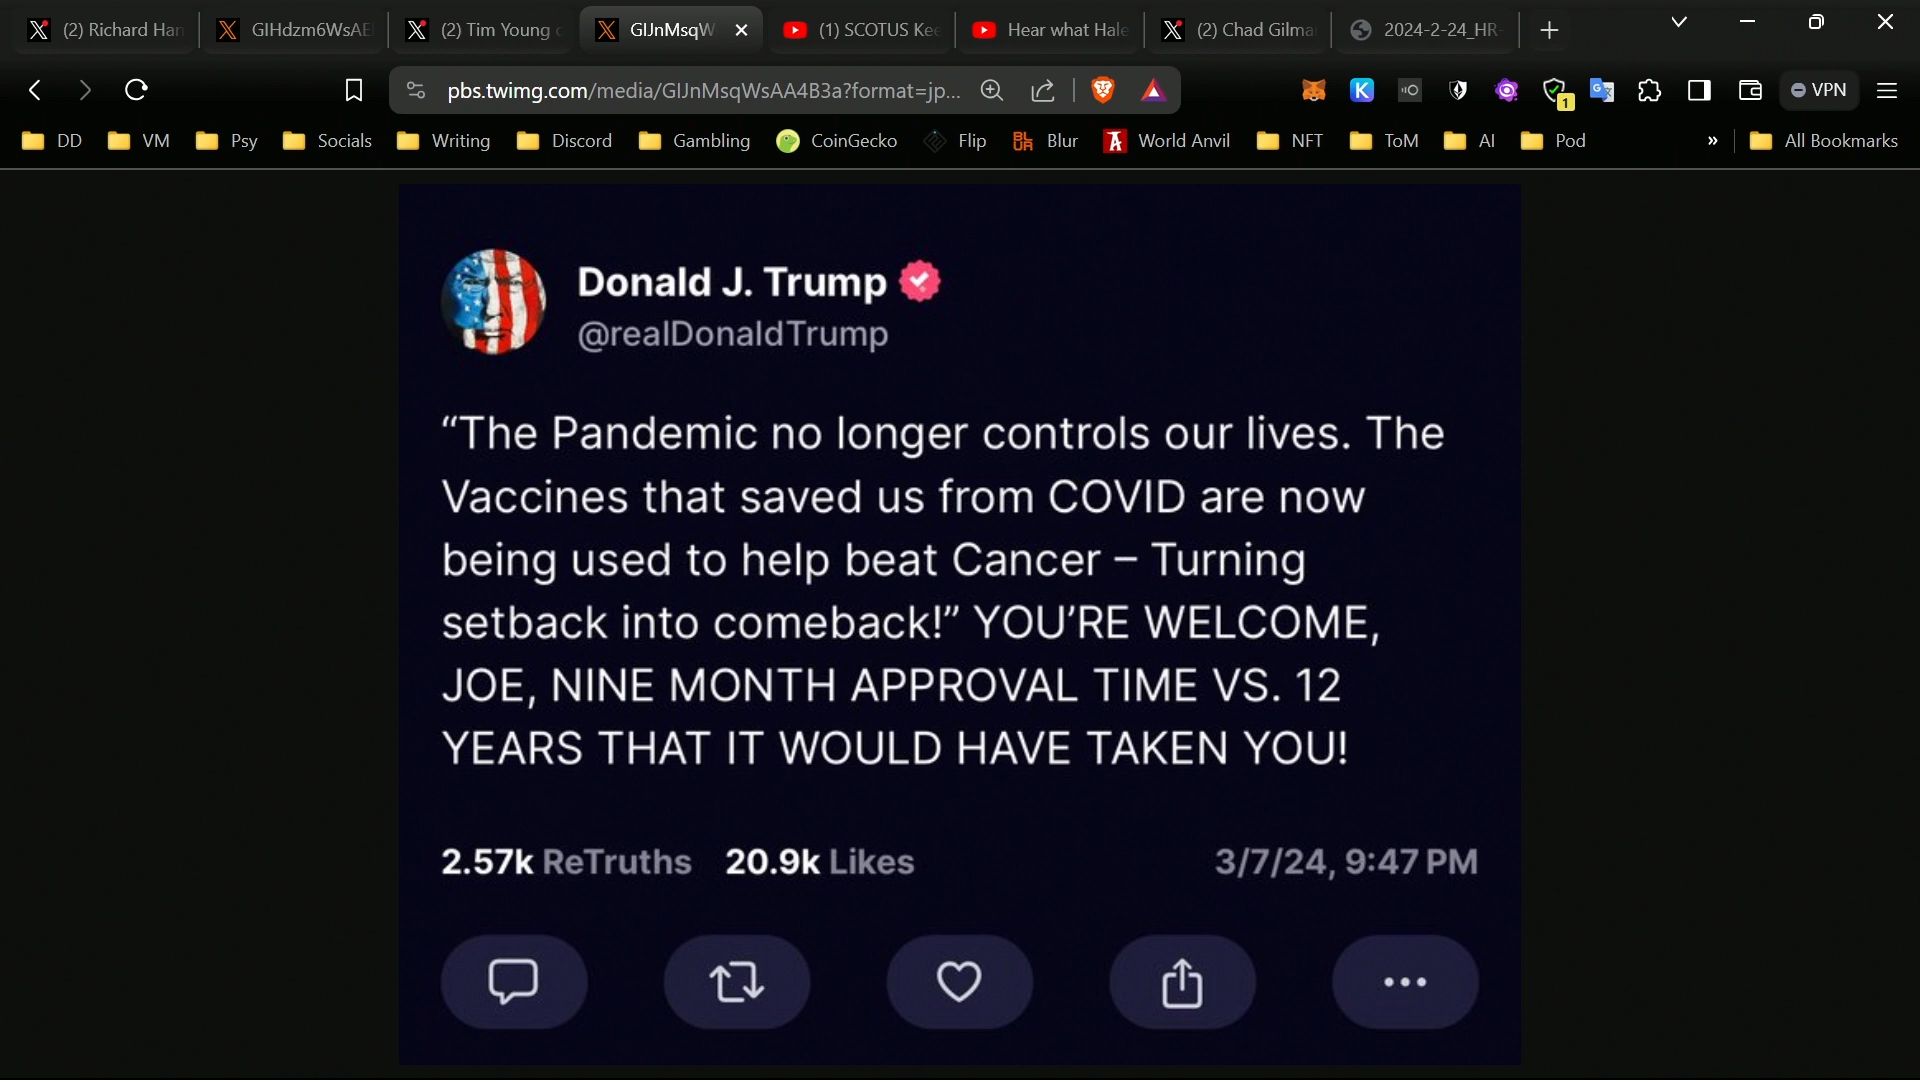 (2) Richard Han
GIHdzm6WsAE
(2) Tim Young
GIJnMsqW
(1) SCOTUS Kee
Hear what Hale
(2) Chad Gilma
2024-2-24_HR-
pbs.twimg.com/media/GIJnMsqWsAA4B3a?format=jp...
1
VPN
DD
VM
Psy
Socials
Writing
Discord
Gambling
CoinGecko
Flip
Blur
World Anvil
NFT
ToM
AI
Pod
»
All Bookmarks
Donald J. Trump
@realDonaldTrump
“The Pandemic no longer controls our lives. The
Vaccines that saved us from COVID are now
being used to help beat Cancer – Turning
setback into comeback!” YOU’RE WELCOME,
JOE, NINE MONTH APPROVAL TIME VS. 12
YEARS THAT IT WOULD HAVE TAKEN YOU!
2.57k ReTruths 20.9k Likes 3/7/24, 9:47 PM